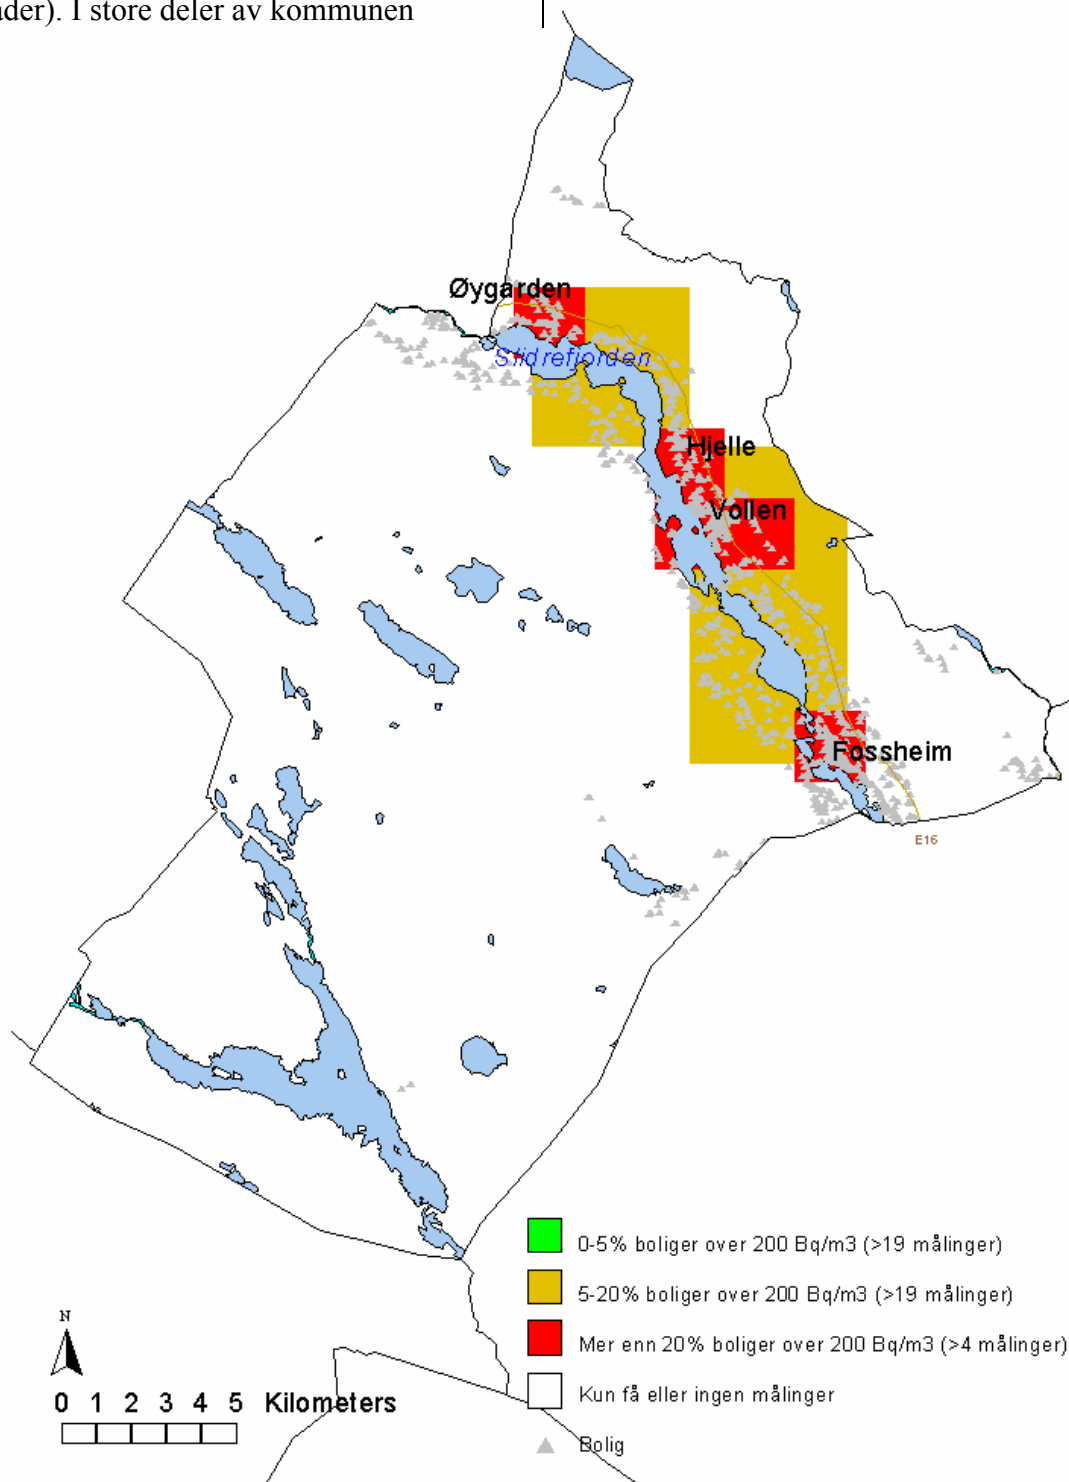 ader). I store deler av kommunen
Øygarden
Slidrefjorden
Hjelle
Vollen
Fossheim
E16
0-5% boliger over 200 Bq/m3 (>19 målinger)
5-20% boliger over 200 Bq/m3 (>19 målinger)
Mer enn 20% boliger over 200 Bq/m3 (>4 målinger)
Kun få eller ingen målinger
Bolig
N
0 1 2 3 4 5 Kilometers